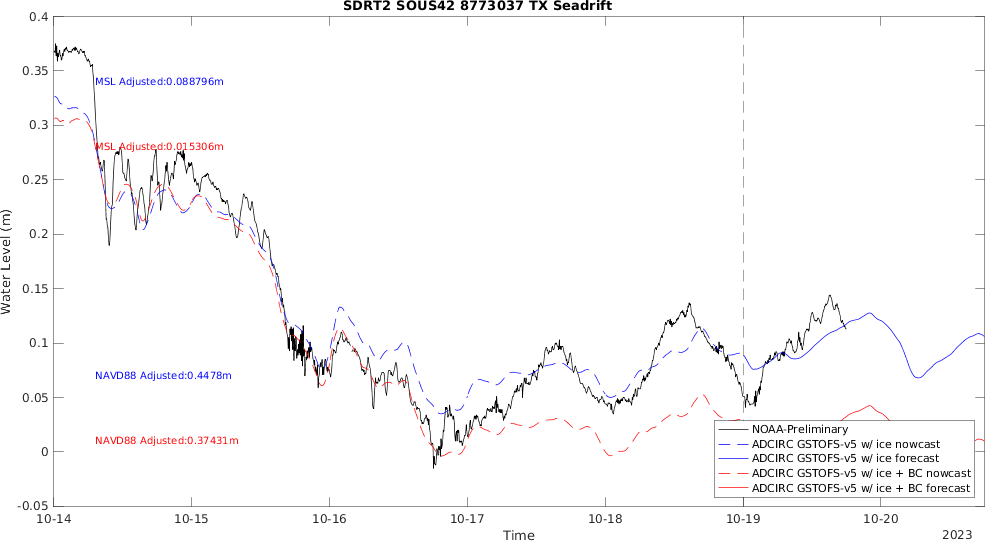 SDRT2 SOUS42 8773037 TX Seadrift
0.4
0.35
0.3
0.25
0.2
0.15
0.1
0.05
0
-0.05
Water Level (m)
MSL Adjusted:0.088796m
MSL Adjusted:0.015306m
NAVD88 Adjusted:0.4478m
NAVD88 Adjusted:0.37431m
NOAA-Preliminary
ADCIRC GSTOFS-v5 w/ ice nowcast
ADCIRC GSTOFS-v5 w/ ice forecast
ADCIRC GSTOFS-v5 w/ ice + BC nowcast
ADCIRC GSTOFS-v5 w/ ice + BC forecast
10-14 10-15 10-16 10-17 10-18 10-19 10-20
Time
2023